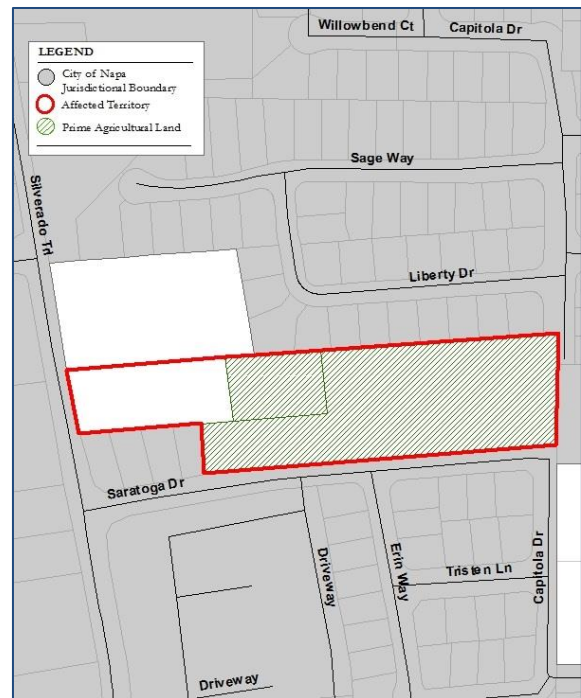 Willowbend Ct
Capitola Dr
LEGEND
City of Napa
Jurisdictional Boundary
Affected Territory
Prime Agricultural Land
Sage Way
Silverado Trl
Liberty Dr
Saratoga Dr
Driveway
Erin Way
Tristen Ln
Capitola Dr
Driveway